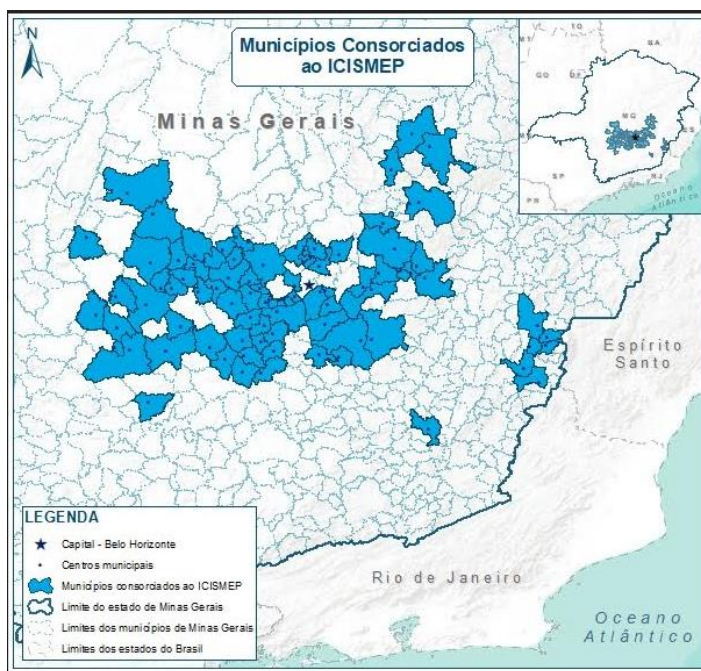 N
Municípios Consorciados
ao ICISMEP
Minas Gerais
TO
BA
GO
MG
ES
SP
RJ
PR
Oceano
Atlântico
Espírito
Santo
LEGENDA
Capital - Belo Horizonte
Centros municipais
Municípios consorciados ao ICISMEP
Limite do estado de Minas Gerais
Limites dos municípios de Minas Gerais
Limites dos estados do Brasil
Rio de Janeiro
Oceano
Atlântico